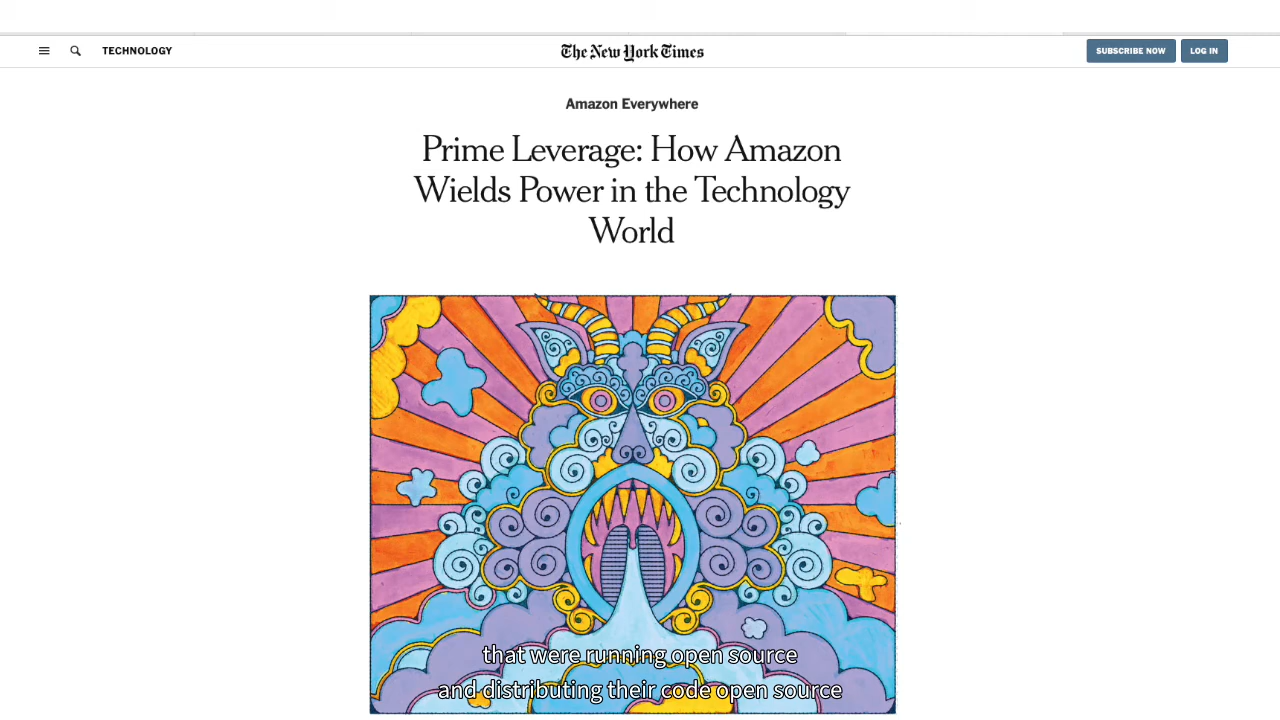 TECHNOLOGY
The New York Times
SUBSCRIBE NOW
LOG IN
Amazon Everywhere
Prime Leverage: How Amazon
Wields Power in the Technology
World
that were running open source
and distributing their code open source